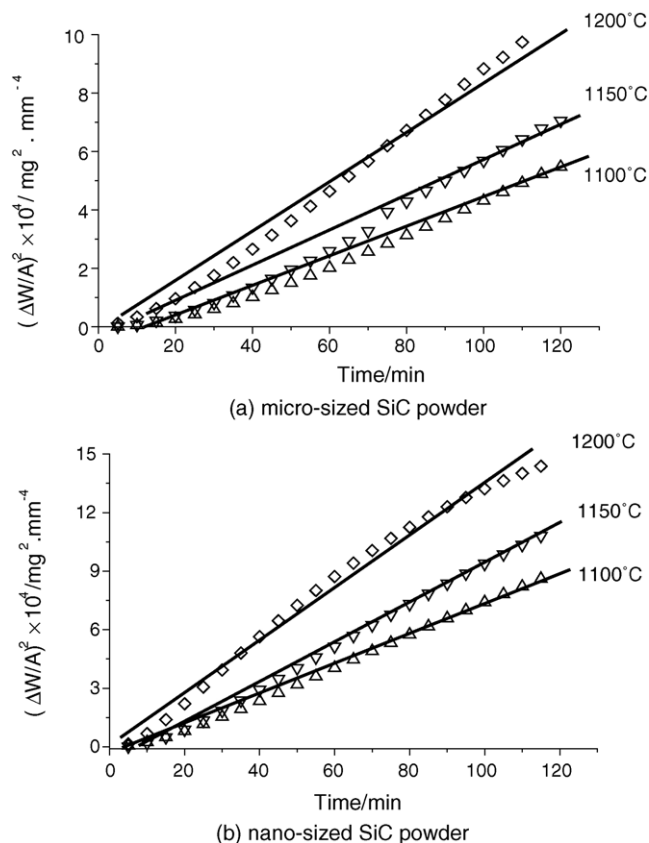 1200°C
1150°C
1100°C
10
8
6
4
2
0
(ΔW/A)² ×10⁴/ mg² . mm⁻⁴
0 20 40 60 80 100 120
Time/min
(a) micro-sized SiC powder
1200°C
1150°C
1100°C
15
12
9
6
3
0
(ΔW/A)² ×10⁴/mg².mm⁻⁴
0 20 40 60 80 100 120
Time/min
(b) nano-sized SiC powder